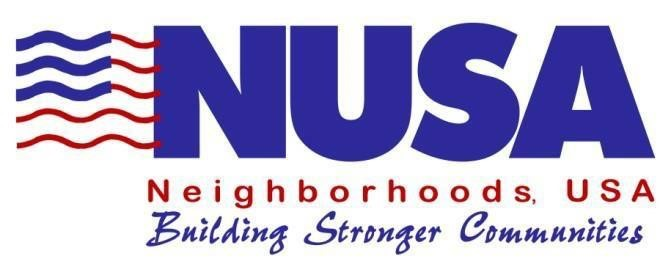 NUSA
Neighborhoods, USA
Building Stronger Communities